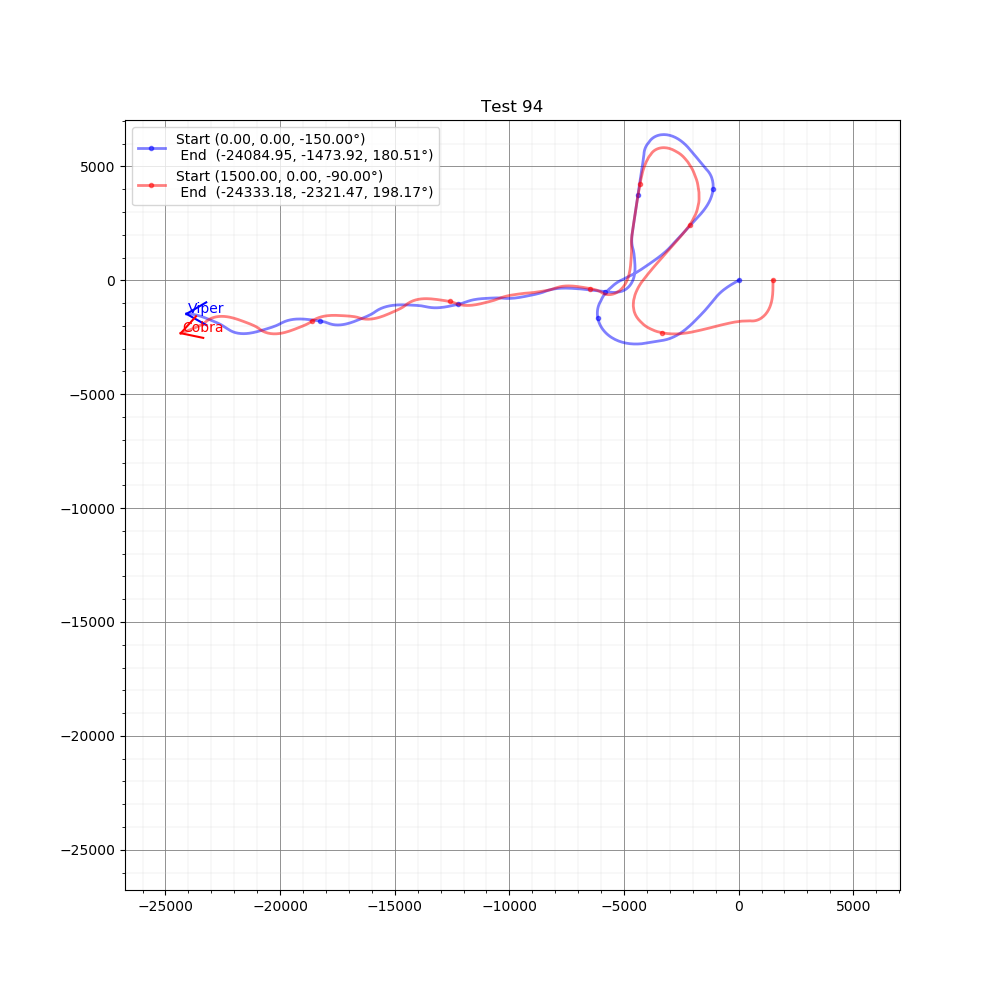 Test 94
Start (0.00, 0.00, -150.00°)
End  (-24084.95, -1473.92, 180.51°)
Start (1500.00, 0.00, -90.00°)
End  (-24333.18, -2321.47, 198.17°)
5000
0
−5000
−10000
−15000
−20000
−25000
Viper
Cobra
−25000 −20000 −15000 −10000 −5000 0 5000